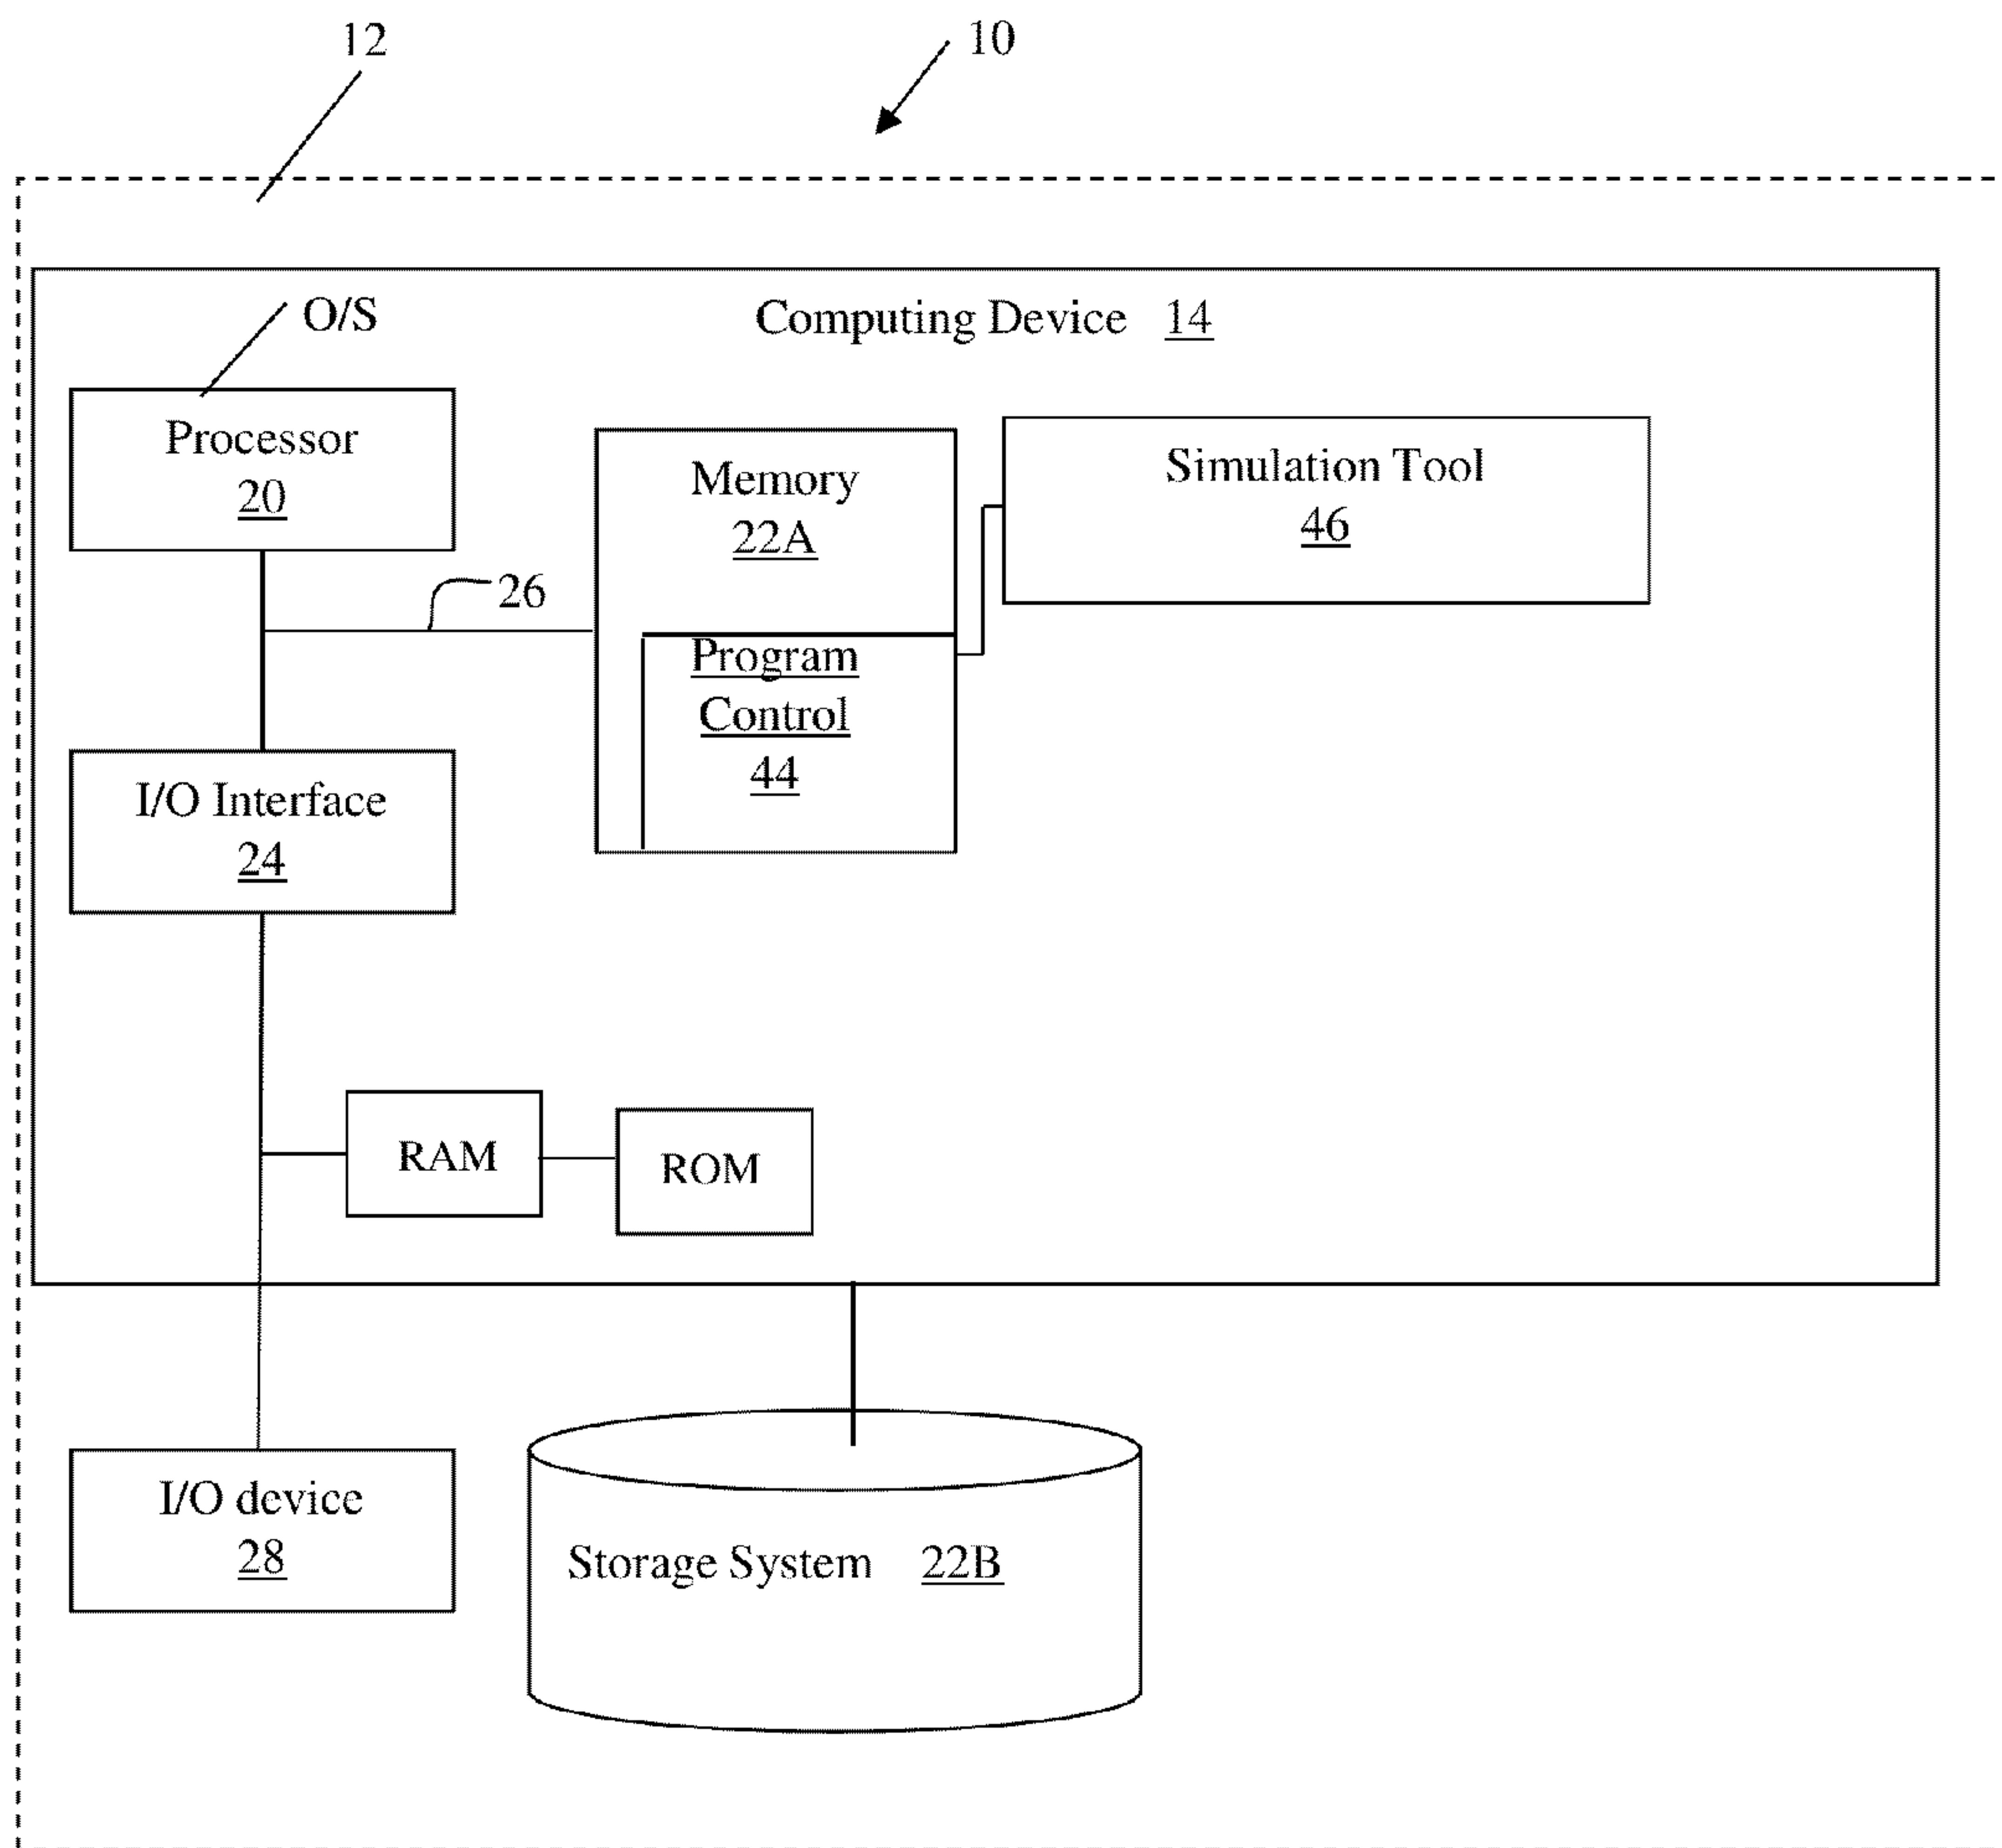 12
10
O/S
Computing Device 14
Processor
20
Memory
22A
Simulation Tool
46
26
Program
Control
44
I/O Interface
24
RAM
ROM
I/O device
28
Storage System 22B